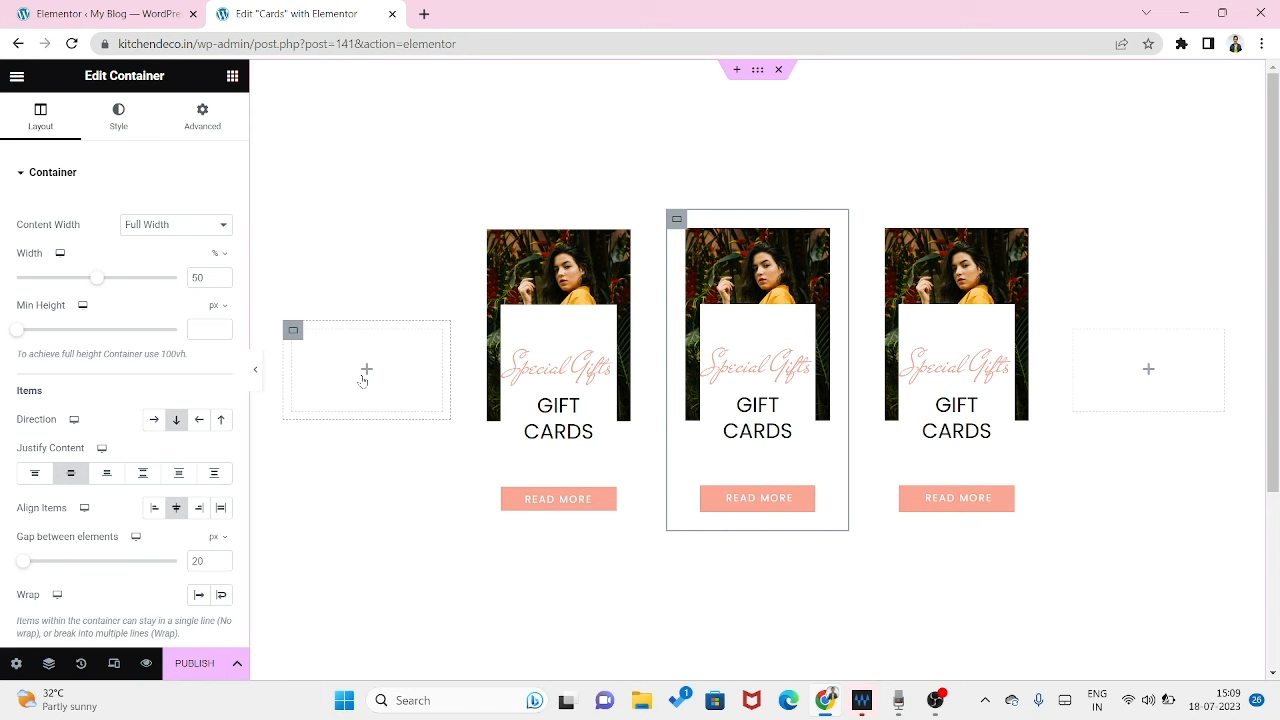 Elementor
Edit "Cards" with Elementor
o.in/wp-admin/post.php?post=141&action=elementor
Edit Container
Layout
Style
Advanced
Container
Content Width
Full Width
Width
%
50
Min Height
px
To achieve full height Container use 100vh.
Items
Direction
Justify Content
Align Items
Gap between elements
px
20
Wrap
Items within the container can stay in a single line (No
wrap), or break into multiple lines (Wrap).
PUBLISH
Special Gifts
GIFT
CARDS
READ MORE
Special Gifts
GIFT
CARDS
READ MORE
Special Gifts
GIFT
CARDS
READ MORE
32°C
Partly sunny
Search
1
ENG
IN
15:09
18-07-2023
26